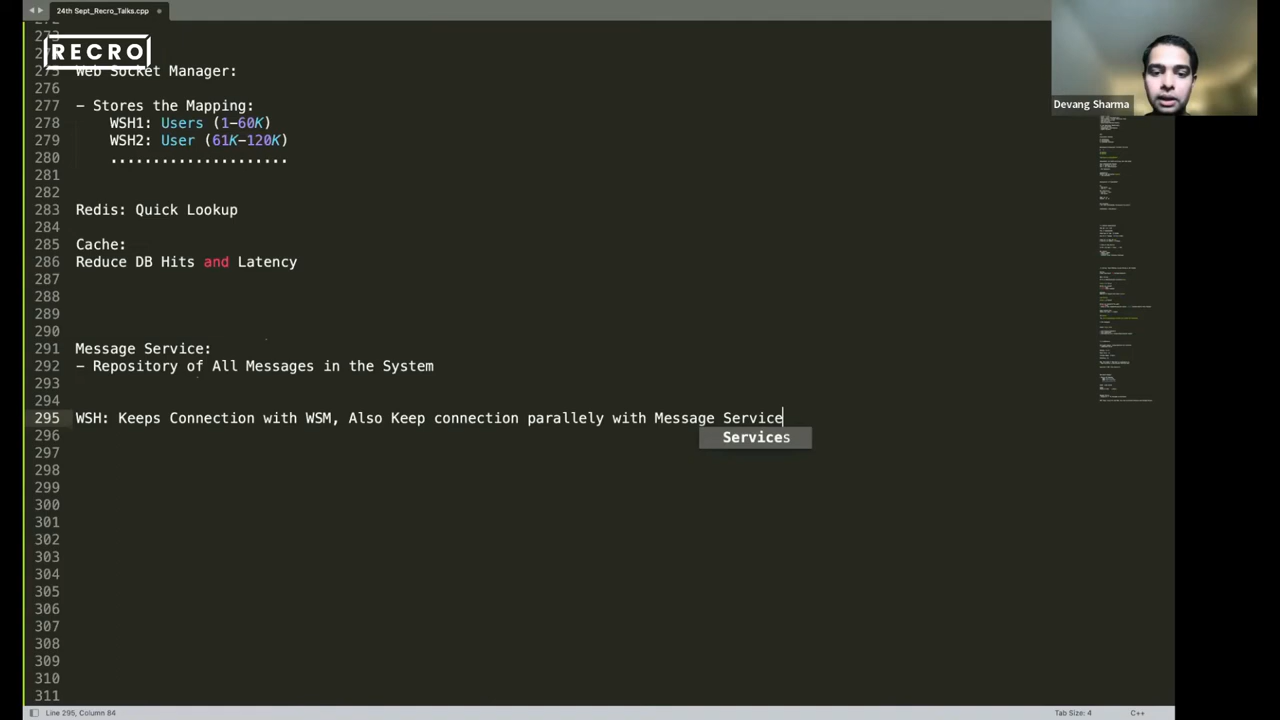 24th Sept_Recro_Talks.cpp
273
RECRO
Devang Sharma
275 Web Socket Manager:
276
277 - Stores the Mapping:
278 WSH1: Users (1-60K)
279 WSH2: User (61K-120K)
280 .....................
281
282
283 Redis: Quick Lookup
284
285 Cache:
286 Reduce DB Hits and Latency
287
288
289
290
291 Message Service:
292 - Repository of All Messages in the System
293
294
295 WSH: Keeps Connection with WSM, Also Keep connection parallely with Message Service
296 Services
297
298
299
300
301
302
303
304
305
306
307
308
309
310
311
Line 295, Column 84
Tab Size: 4
C++